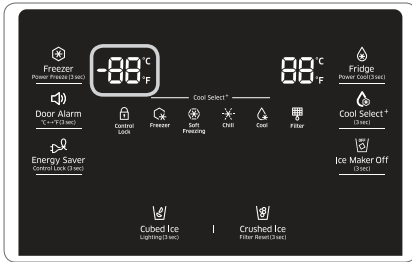 -88 °C °F
88 °C °F
Freezer
Power Freeze (3 sec)
Fridge
Power Cool (3 sec)
Cool Select+
Door Alarm
°C↔°F (3 sec)
Control Lock
Freezer
Soft Freezing
Chill
Cool
Filter
Cool Select+
(3 sec)
Energy Saver
Control Lock (3 sec)
OFF
Ice Maker Off
(3 sec)
Cubed Ice
Lighting (3 sec)
Crushed Ice
Filter Reset (3 sec)